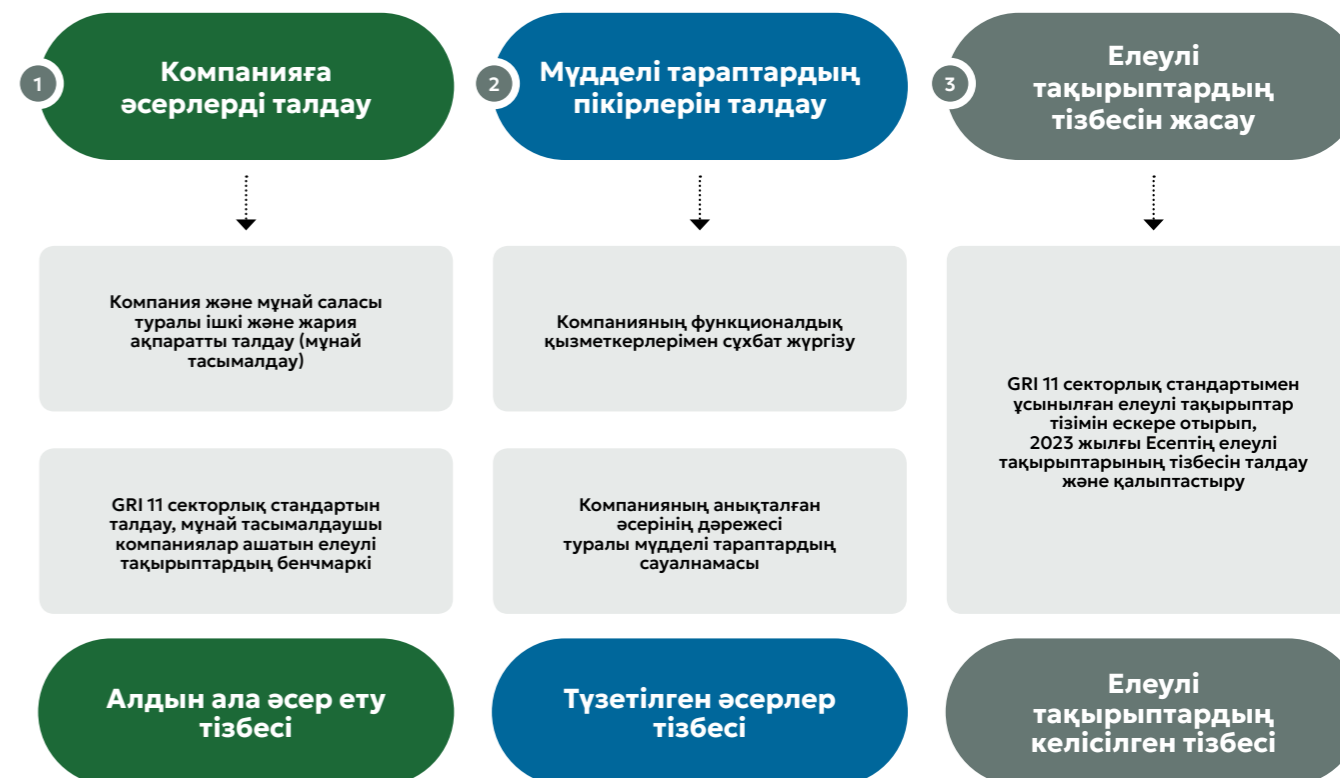 1
Компанияға
әсерлерді талдау
Компания және мұнай саласы
туралы ішкі және жария
ақпаратты талдау (мұнай
тасымалдау)
GRI 11 секторлық стандартын
талдау, мұнай тасымалдаушы
компаниялар ашатын елеулі
тақырыптардың бенчмаркі
Алдын ала әсер ету
тізбесі
2
Мүдделі тараптардың
пікірлерін талдау
Компанияның функционалдық
қызметкерлерімен сұхбат жүргізу
Компанияның анықталған
әсерінің дәрежесі
туралы мүдделі тараптардың
сауалнамасы
Түзетілген әсерлер
тізбесі
3
Елеулі
тақырыптардың
тізбесін жасау
GRI 11 секторлық стандартымен
ұсынылған елеулі тақырыптар
тізімін ескере отырып,
2023 жылғы Есептің елеулі
тақырыптарының тізбесін талдау
және қалыптастыру
Елеулі
тақырыптардың
келісілген тізбесі